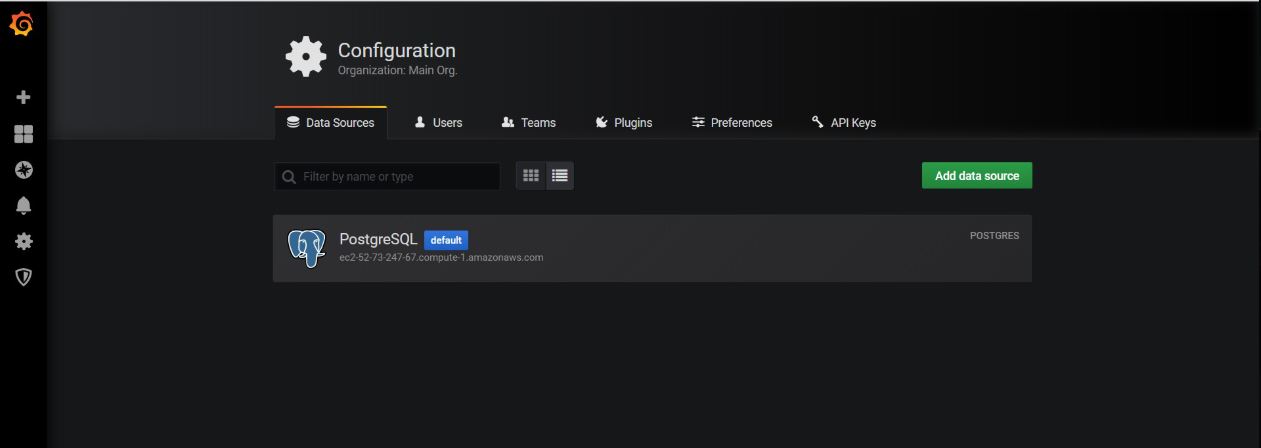 Configuration
Organization: Main Org.
Data Sources Users Teams Plugins Preferences API Keys
Filter by name or type
Add data source
PostgreSQL default
POSTGRES
ec2-52-73-247-67.compute-1.amazonaws.com